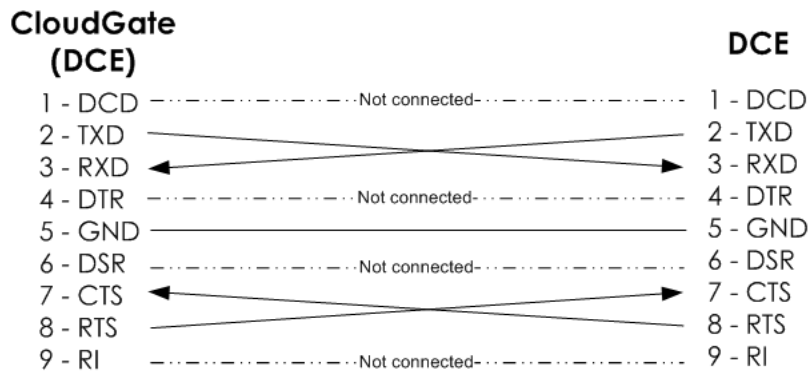 CloudGate
(DCE)
DCE
1 - DCD Not connected 1 - DCD
2 - TXD 2 - TXD
3 - RXD 3 - RXD
4 - DTR Not connected 4 - DTR
5 - GND 5 - GND
6 - DSR Not connected 6 - DSR
7 - CTS 7 - CTS
8 - RTS 8 - RTS
9 - RI Not connected 9 - RI